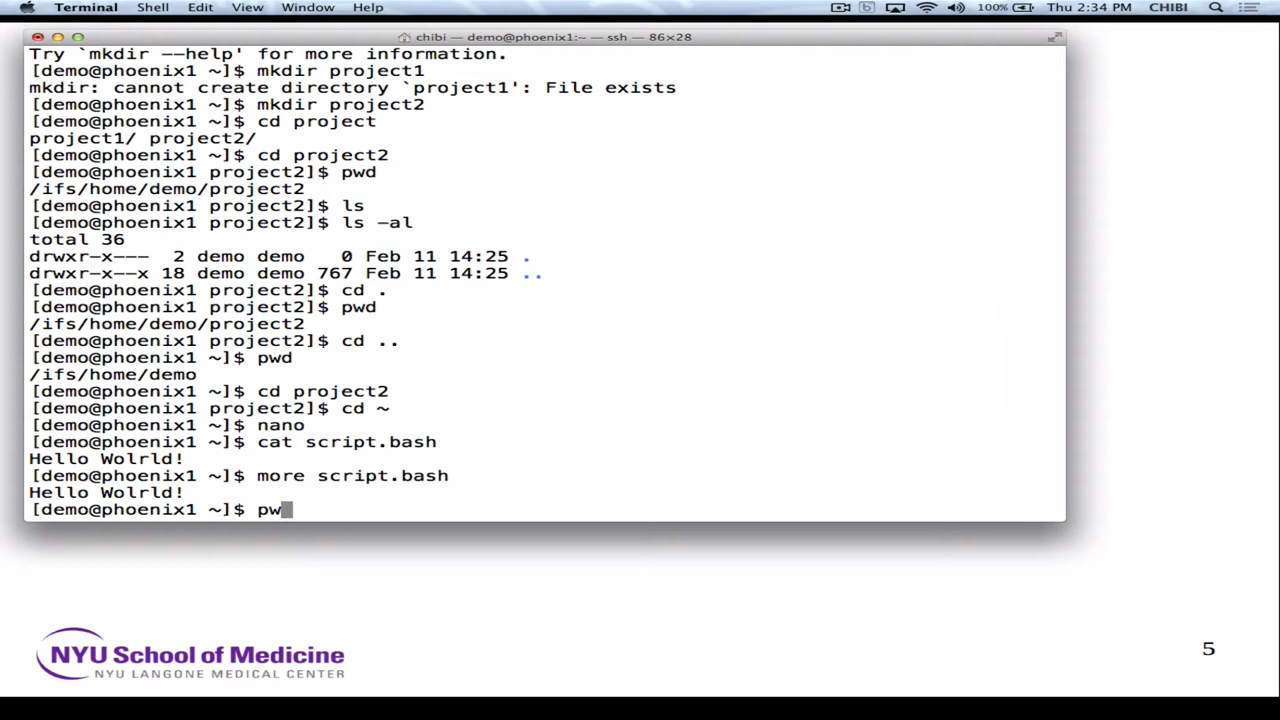 Terminal Shell Edit View Window Help 100% Thu 2:34 PM CHIBI
chibi — demo@phoenix1:~ — ssh — 86×28
Try `mkdir --help' for more information.
[demo@phoenix1 ~]$ mkdir project1
mkdir: cannot create directory `project1': File exists
[demo@phoenix1 ~]$ mkdir project2
[demo@phoenix1 ~]$ cd project
project1/ project2/
[demo@phoenix1 ~]$ cd project2
[demo@phoenix1 project2]$ pwd
/ifs/home/demo/project2
[demo@phoenix1 project2]$ ls
[demo@phoenix1 project2]$ ls -al
total 36
drwxr-x---  2 demo demo   0 Feb 11 14:25 .
drwxr-x--x 18 demo demo 767 Feb 11 14:25 ..
[demo@phoenix1 project2]$ cd .
[demo@phoenix1 project2]$ pwd
/ifs/home/demo/project2
[demo@phoenix1 project2]$ cd ..
[demo@phoenix1 ~]$ pwd
/ifs/home/demo
[demo@phoenix1 ~]$ cd project2
[demo@phoenix1 project2]$ cd ~
[demo@phoenix1 ~]$ nano
[demo@phoenix1 ~]$ cat script.bash
Hello Wolrld!
[demo@phoenix1 ~]$ more script.bash
Hello Wolrld!
[demo@phoenix1 ~]$ pw
NYU School of Medicine
NYU LANGONE MEDICAL CENTER
5